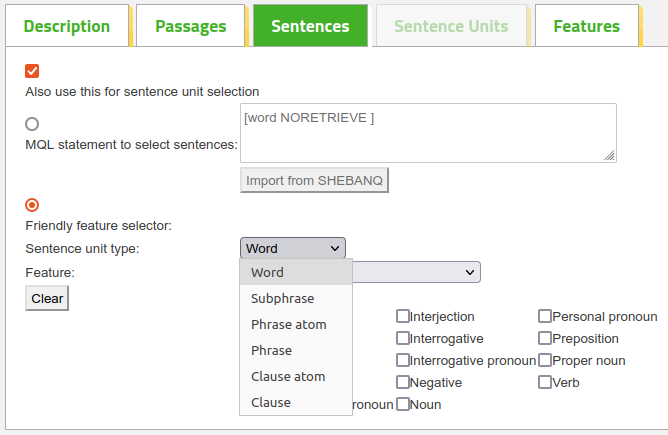 Description Passages Sentences Sentence Units Features
Also use this for sentence unit selection
[word NORETRIEVE ]
MQL statement to select sentences:
Import from SHEBANQ
Friendly feature selector:
Sentence unit type: Word
Feature:
Clear
Word
Subphrase
Phrase atom
Phrase
Clause atom
Clause
Interjection Personal pronoun
Interrogative Preposition
Interrogative pronoun Proper noun
Negative Verb
ronoun Noun